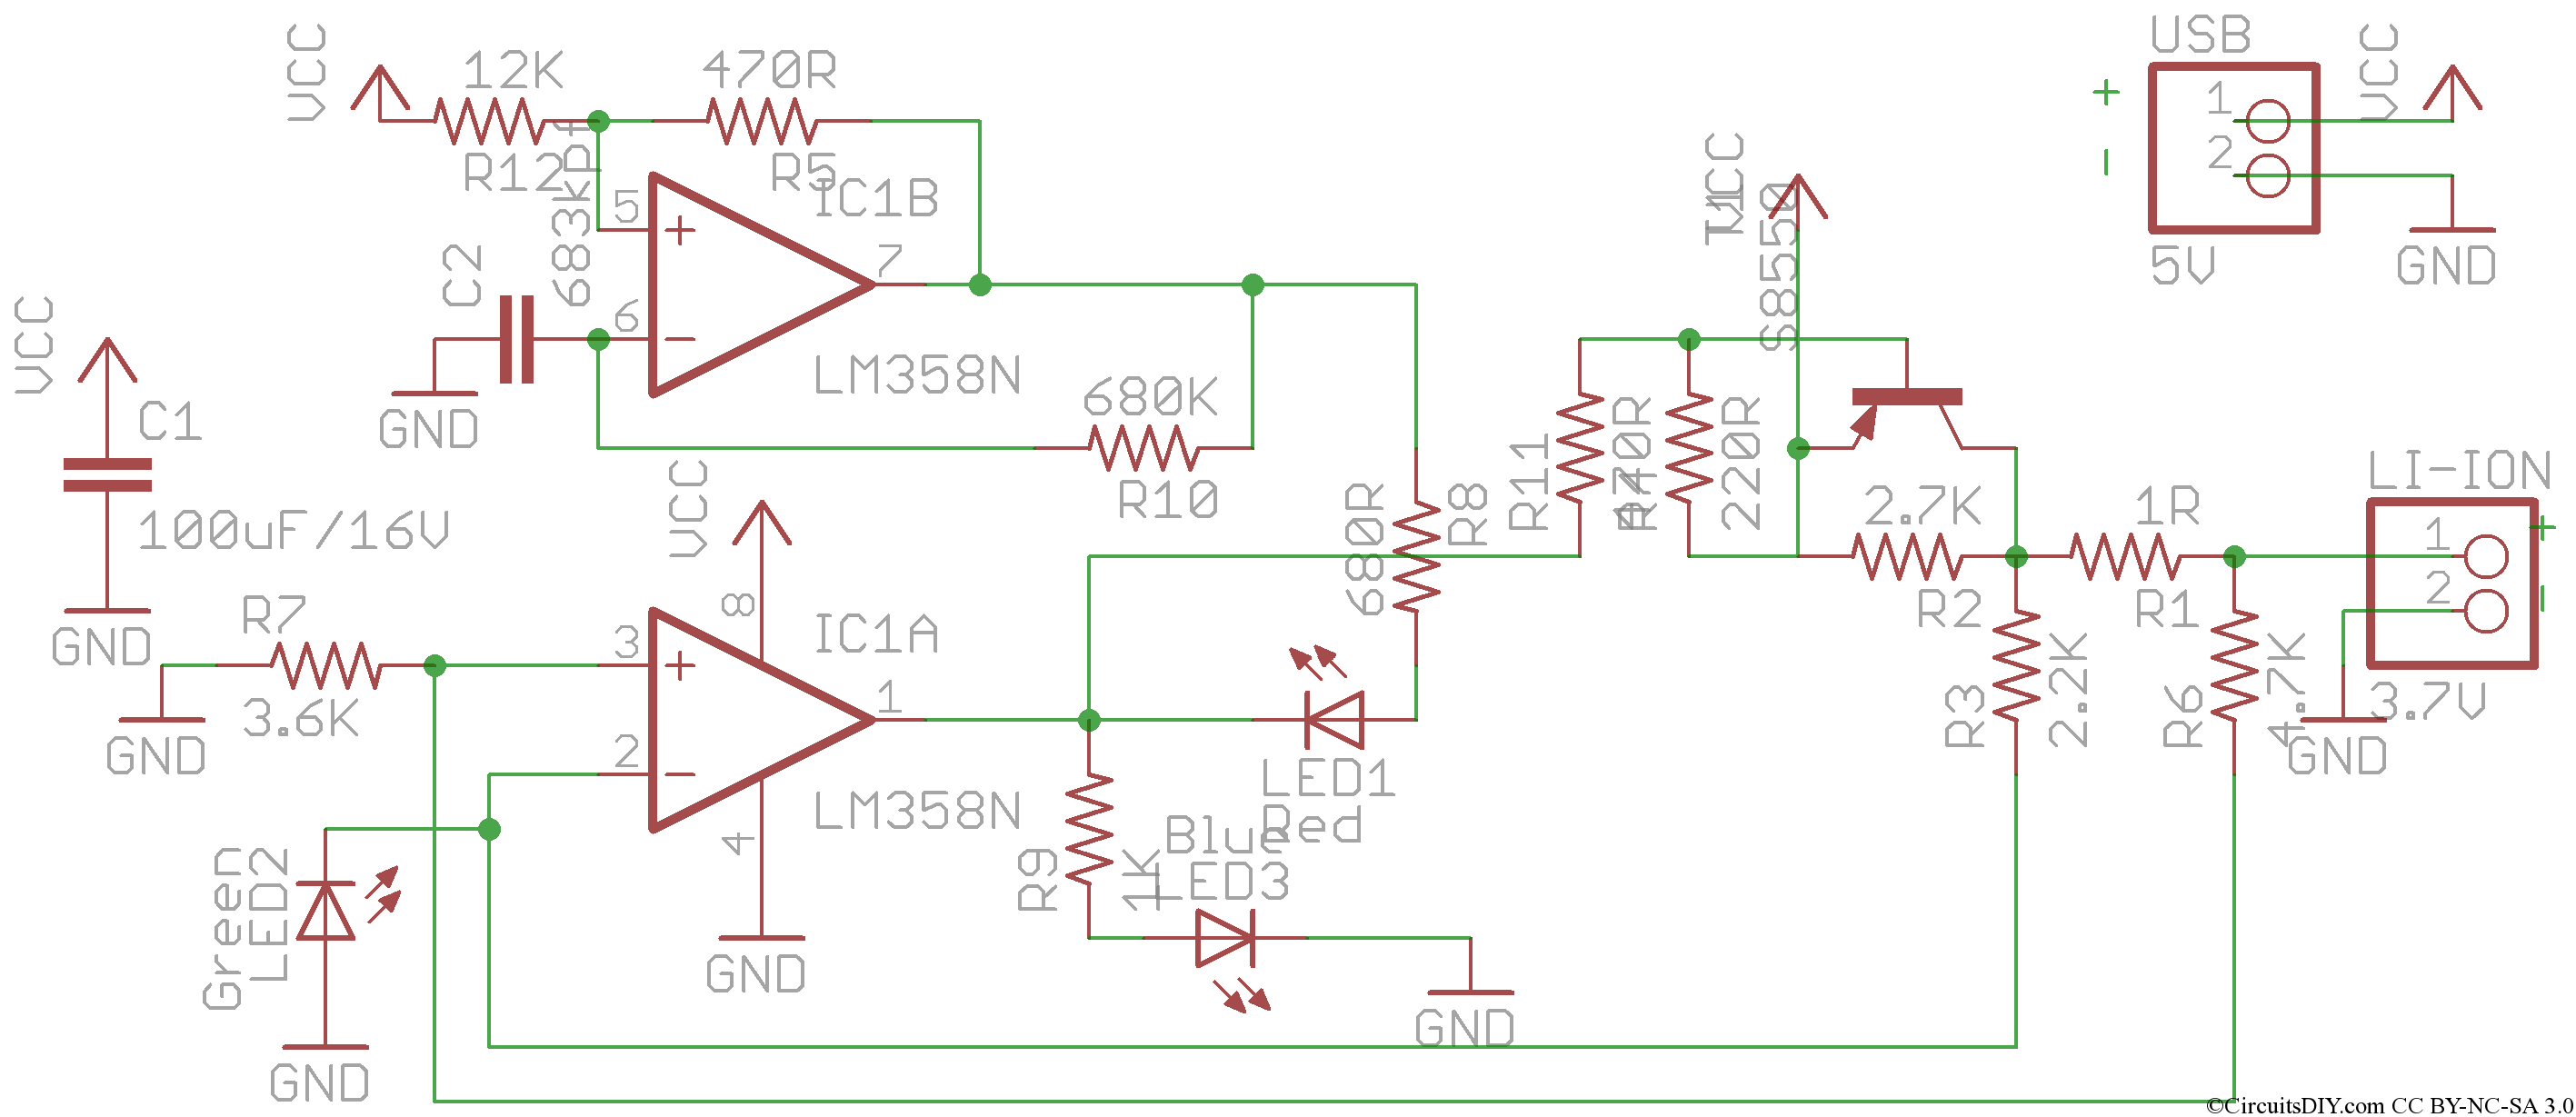 VCC
12K
R12
470R
R5
USB
+
-
1
2
VCC
5V
GND
683kpf
5
+
6
-
IC1B
7
LM358N
C2
GND
VCC
C1
100uF/16V
GND
680K
R10
VCC
T1
S8550
R11
R4
220R
680R
R8
2.7K
R2
1R
R1
LI-ION
1
+
2
-
3.7V
GND
R3
2.2K
R6
4.7K
R7
3.6K
GND
VCC
8
3
+
2
-
IC1A
1
LM358N
4
GND
LED1
Red
R9
1K
Blue
LED3
GND
Green
LED2
GND
©CircuitsDIY.com CC BY-NC-SA 3.0